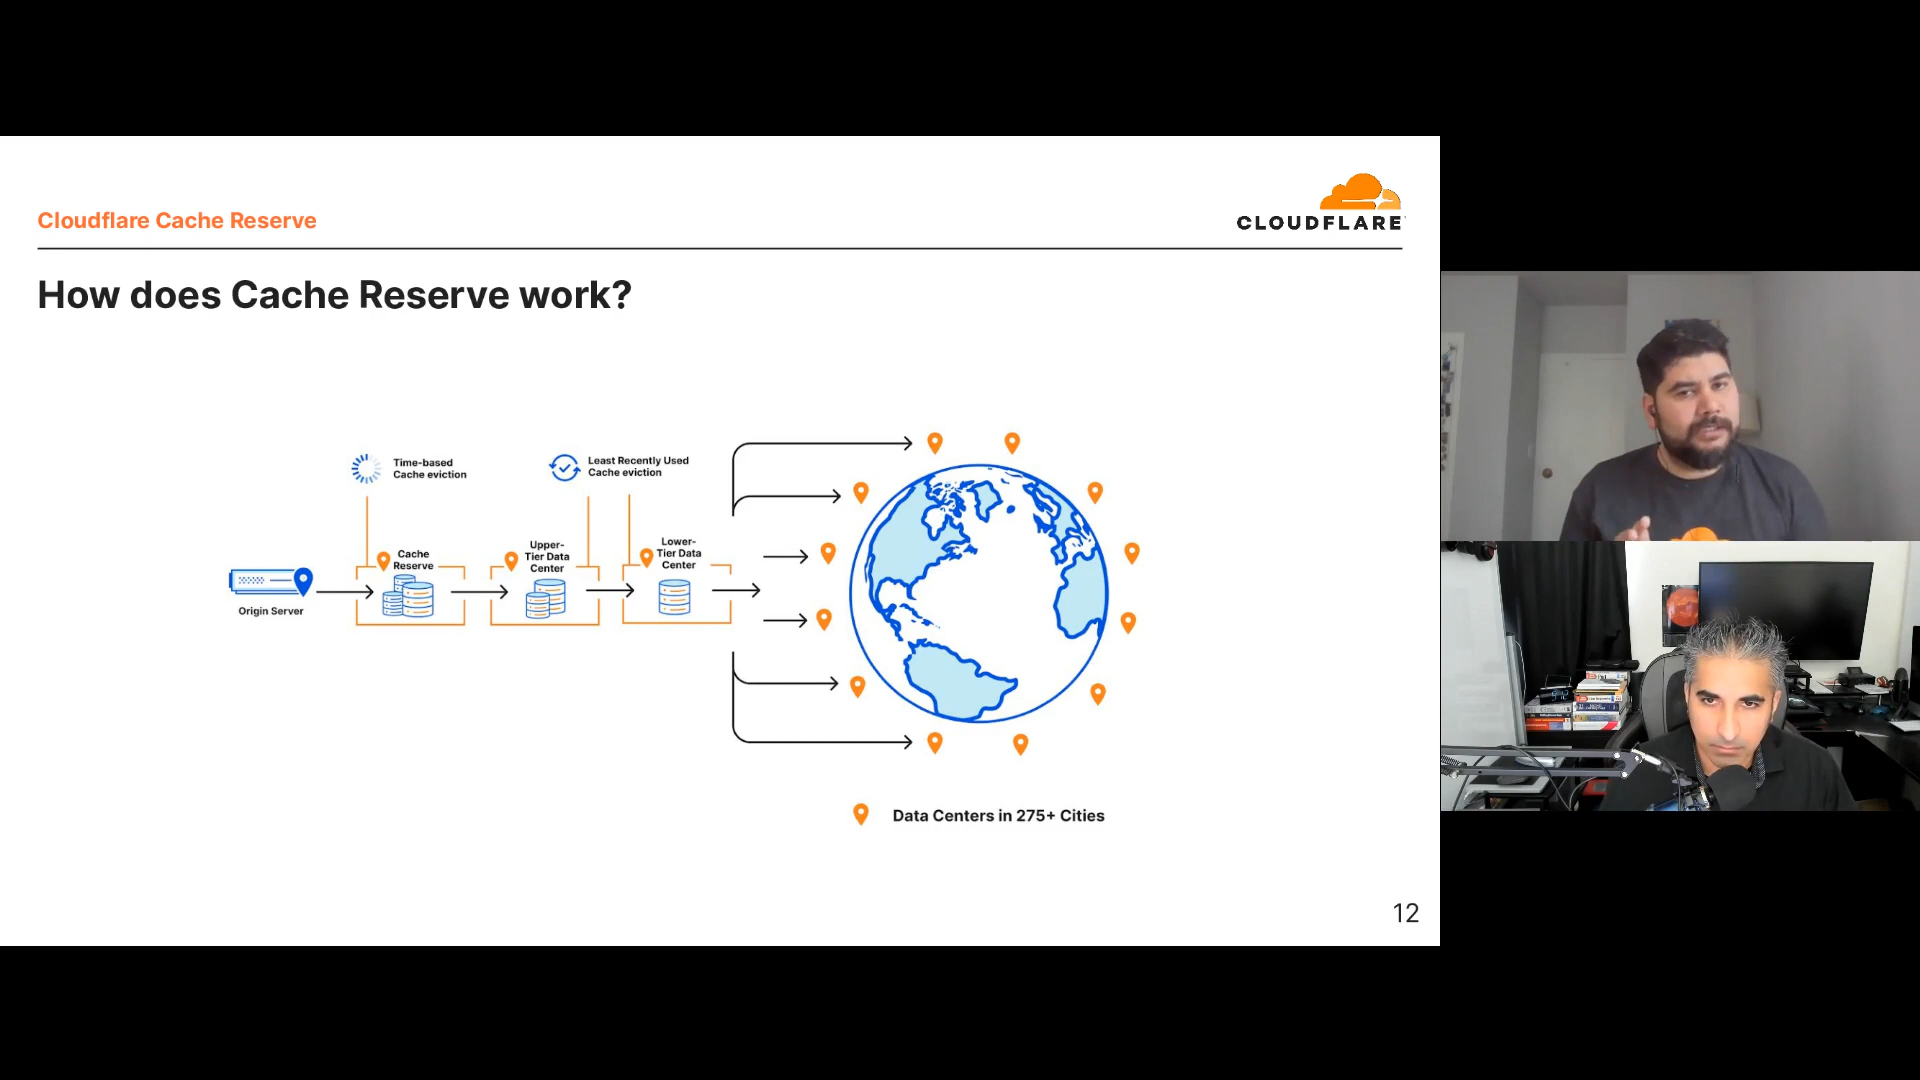 Cloudflare Cache Reserve
CLOUDFLARE
How does Cache Reserve work?
Time-based
Cache eviction
Least Recently Used
Cache eviction
Origin Server
Cache
Reserve
Upper-
Tier Data
Center
Lower-
Tier Data
Center
Data Centers in 275+ Cities
12